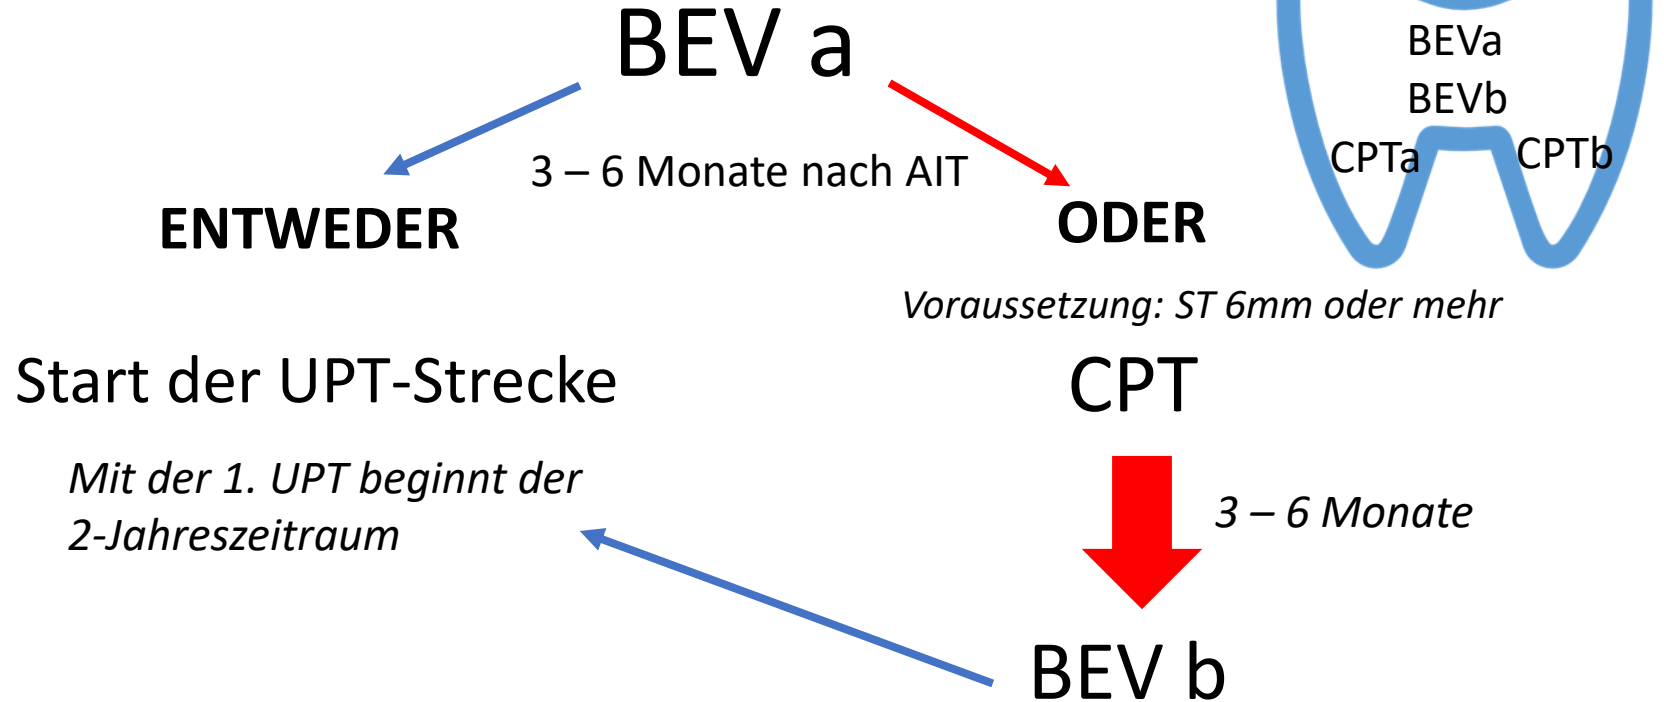 BEV a
BEVa
BEVb
CPTa
CPTb
3 – 6 Monate nach AIT
ENTWEDER
ODER
Voraussetzung: ST 6mm oder mehr
Start der UPT-Strecke
CPT
Mit der 1. UPT beginnt der
2-Jahreszeitraum
3 – 6 Monate
BEV b